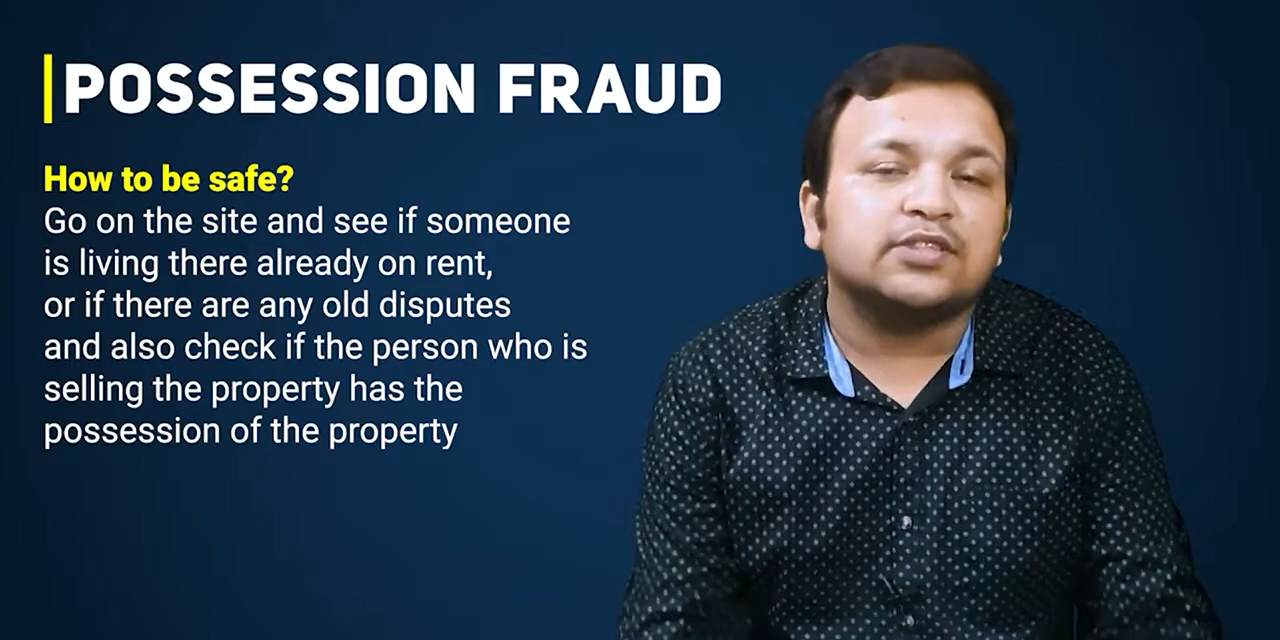 POSSESSION FRAUD
How to be safe?
Go on the site and see if someone
is living there already on rent,
or if there are any old disputes
and also check if the person who is
selling the property has the
possession of the property